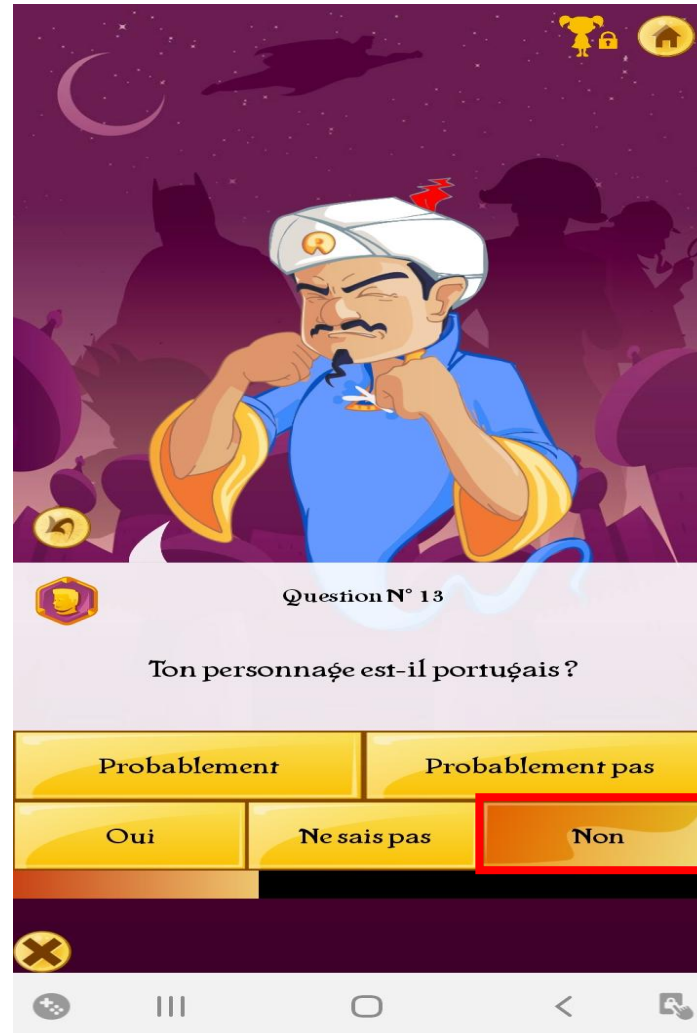 Question N° 13
Ton personnage est-il portugais ?
Probablement
Probablement pas
Oui
Ne sais pas
Non